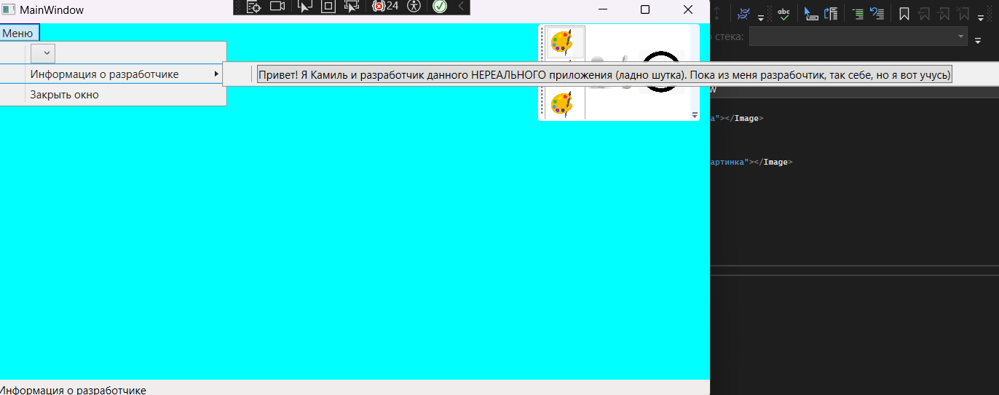 MainWindow
24
abc
Меню
стека:
Информация о разработчике
Привет! Я Камиль и разработчик данного НЕРЕАЛЬНОГО приложения (ладно шутка). Пока из меня разрабочтик, так себе, но я вот учусь)
Закрыть окно
а"></Image>
артинка"></Image>
Информация о разработчике